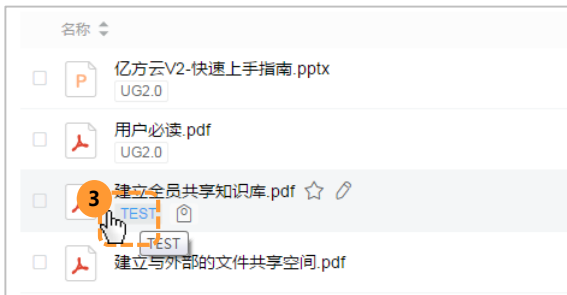 名称
亿方云V2-快速上手指南.pptx
UG2.0
用户必读.pdf
UG2.0
建立全员共享知识库.pdf
3
TEST
TEST
建立与外部的文件共享空间.pdf